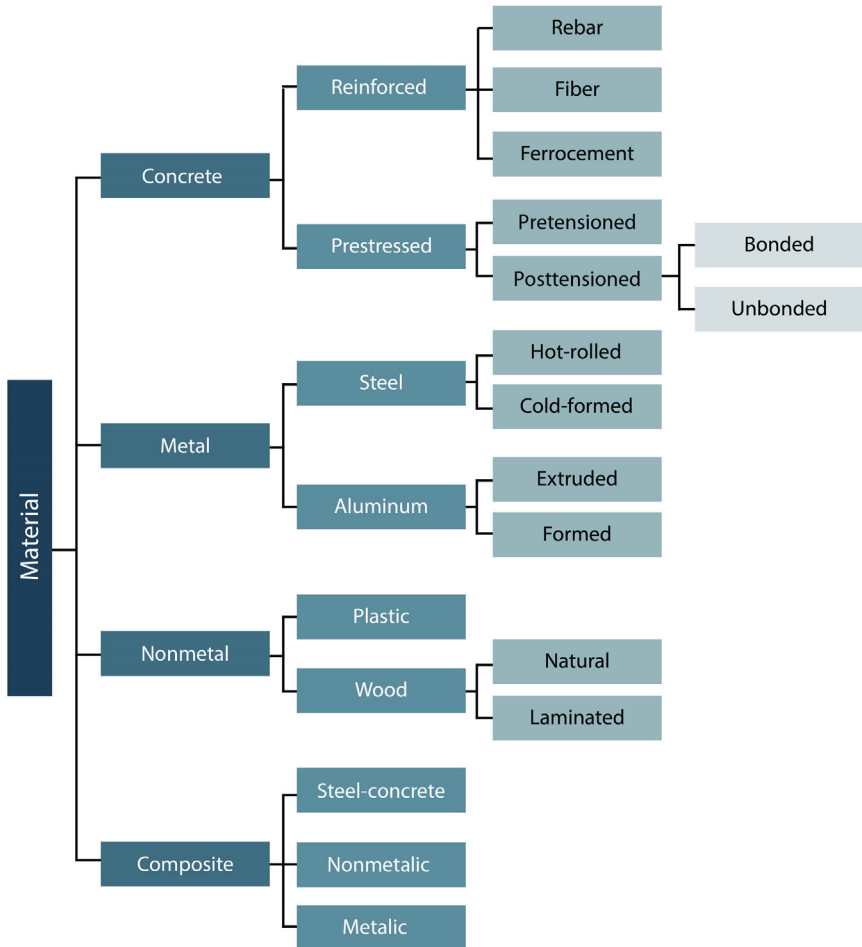 Material
Concrete
Reinforced
Rebar
Fiber
Ferrocement
Prestressed
Pretensioned
Posttensioned
Bonded
Unbonded
Metal
Steel
Hot-rolled
Cold-formed
Aluminum
Extruded
Formed
Nonmetal
Plastic
Wood
Natural
Laminated
Composite
Steel-concrete
Nonmetalic
Metalic